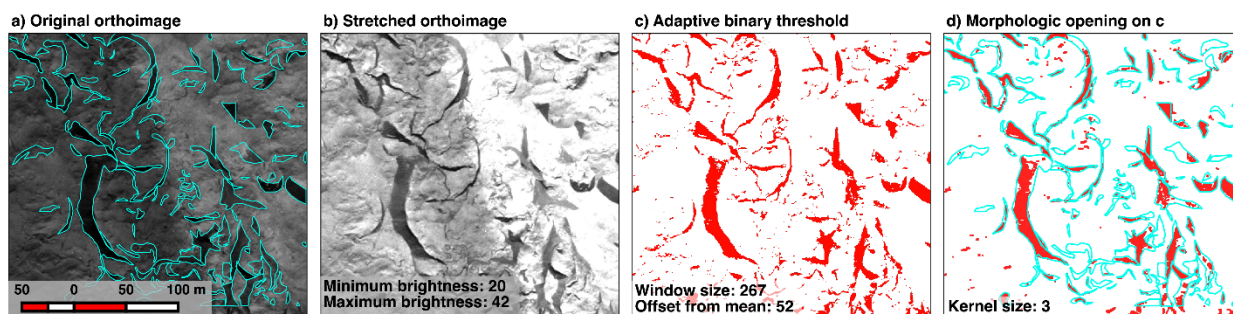 a) Original orthoimage
b) Stretched orthoimage
c) Adaptive binary threshold
d) Morphologic opening on c
50 0 50 100 m
Minimum brightness: 20
Maximum brightness: 42
Window size: 267
Offset from mean: 52
Kernel size: 3